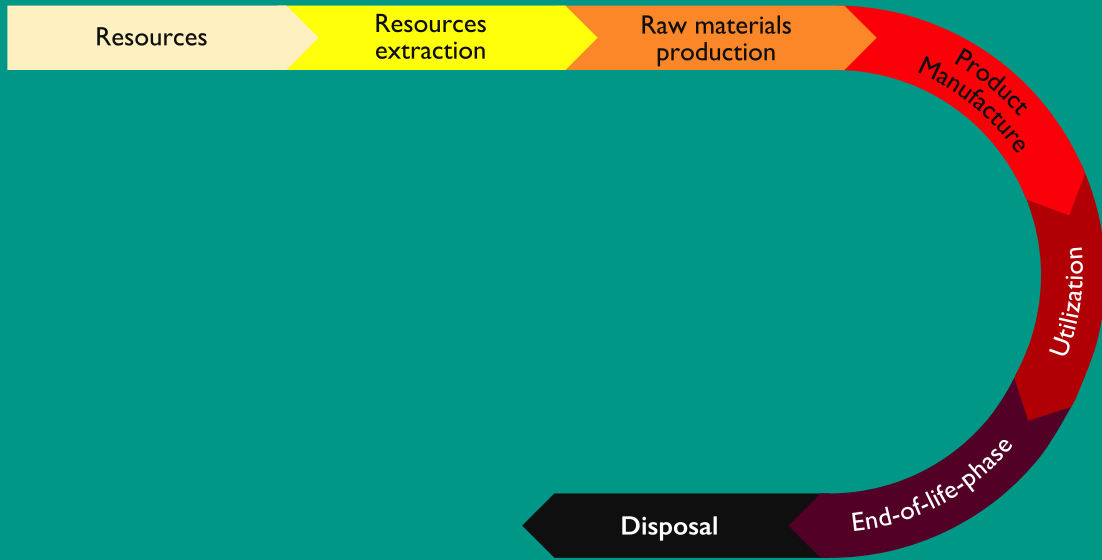 Resources
Resources
extraction
Raw materials
production
Product
Manufacture
Utilization
End-of-life-phase
Disposal